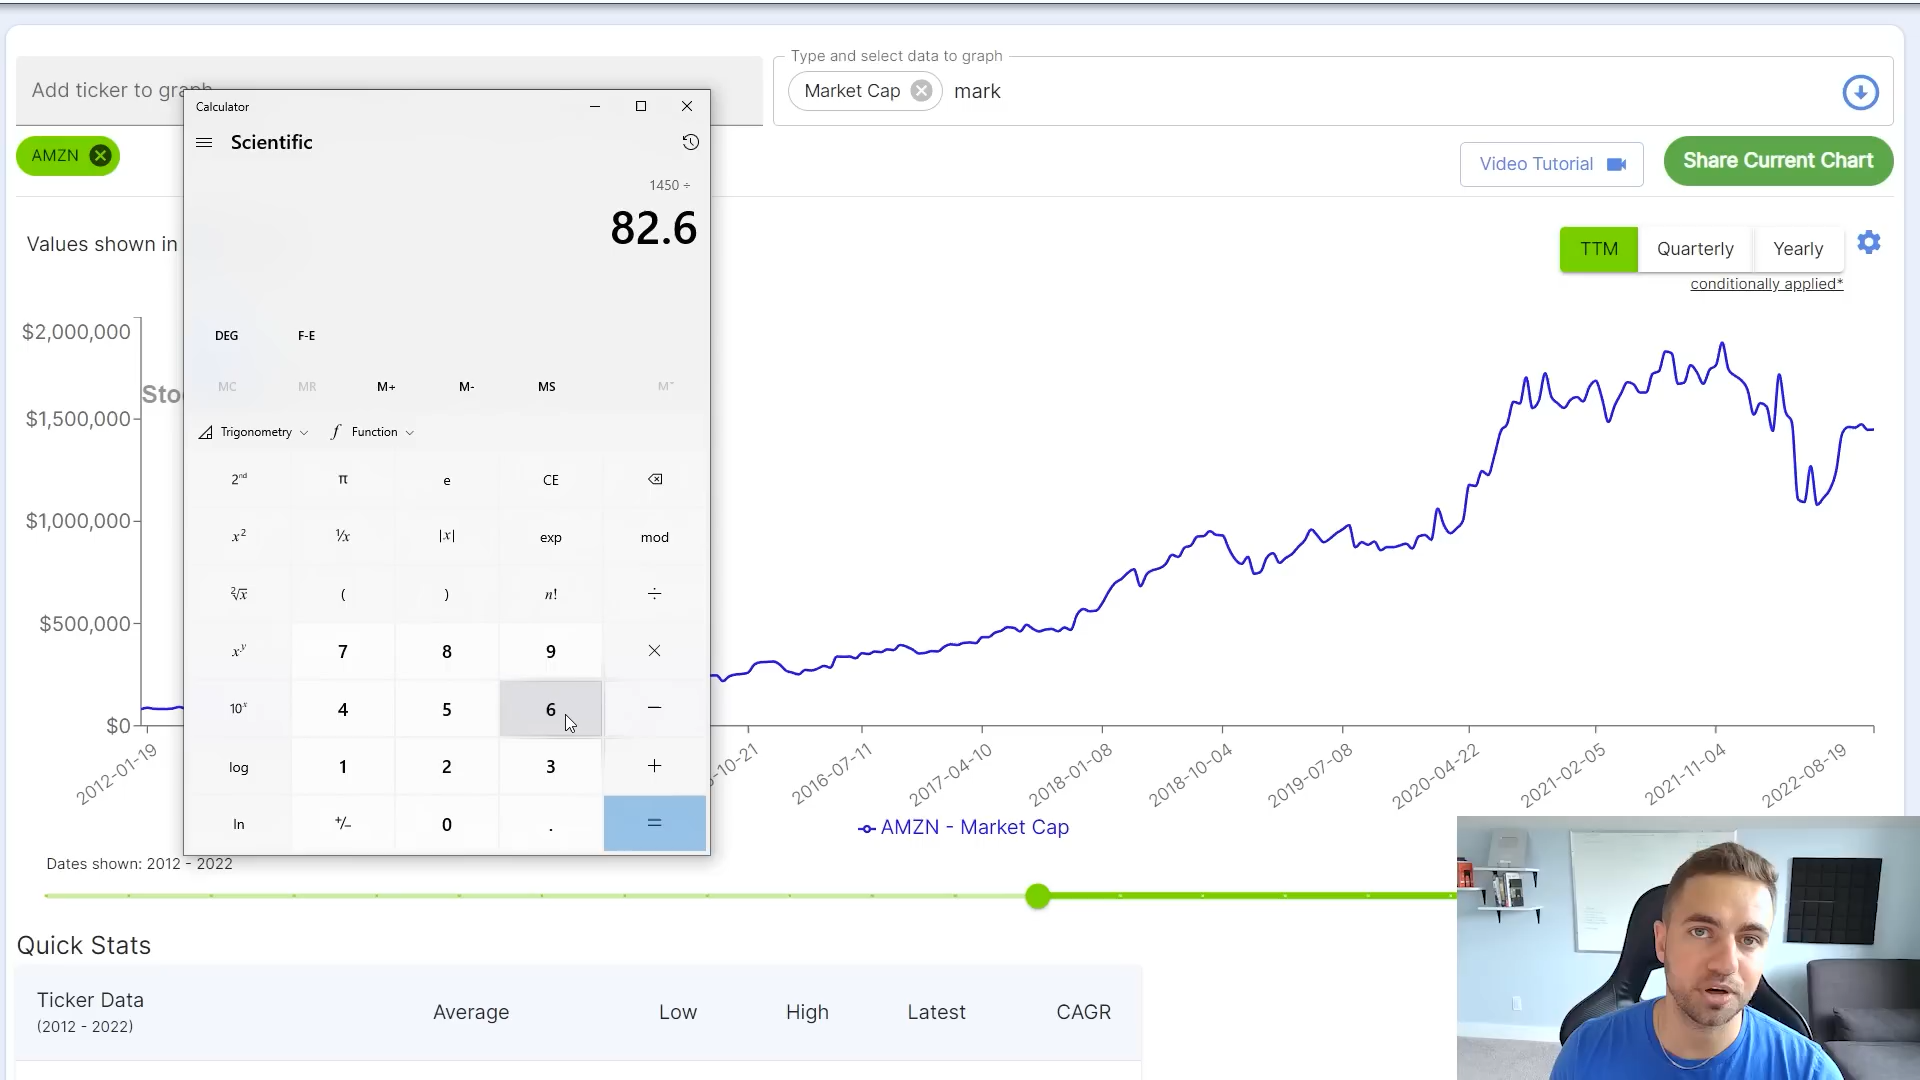 Type and select data to graph
Add ticker to graph
Market Cap mark
AMZN
Video Tutorial
Share Current Chart
Values shown in
TTM Quarterly Yearly
conditionally applied*
Calculator
Scientific
1450 ÷
82.6
DEG F-E
MC MR M+ M- MS M˅
Trigonometry Function
2nd π e CE
x² ¹⁄x |x| exp mod
²√x ( ) n! ÷
xʸ 7 8 9 ×
10ˣ 4 5 6 −
log 1 2 3 +
ln +/− 0 . =
$2,000,000
Sto
$1,500,000
$1,000,000
$500,000
$0
2012-01-19 -10-21 2016-07-11 2017-04-10 2018-01-08 2018-10-04 2019-07-08 2020-04-22 2021-02-05 2021-11-04 2022-08-19
AMZN - Market Cap
Dates shown: 2012 - 2022
Quick Stats
Ticker Data Average Low High Latest CAGR
(2012 - 2022)